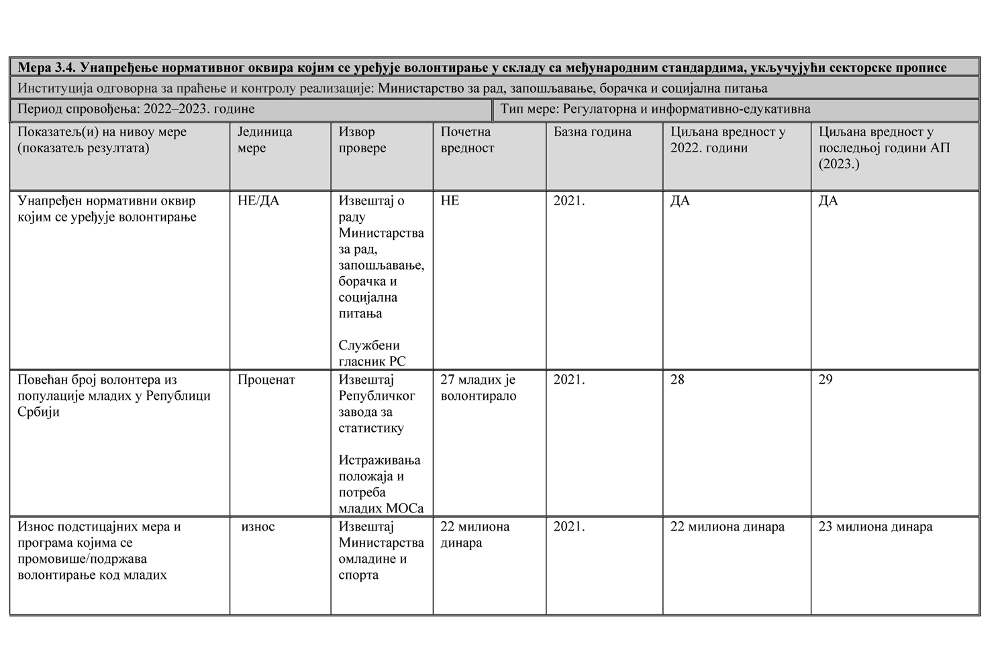 Мера 3.4. Унапређење нормативног оквира којим се уређује волонтирање у складу са међународним стандардима, укључујући секторске прописе
Институција одговорна за праћење и контролу реализације: Министарство за рад, запошљавање, борачка и социјална питања
Период спровођења: 2022–2023. године
Тип мере: Регулаторна и информативно-едукативна
Показатељ(и) на нивоу мере
(показатељ резултата)
Јединица
мере
Извор
провере
Почетна
вредност
Базна година
Циљана вредност у
2022. години
Циљана вредност у
последњој години АП
(2023.)
Унапређен нормативни оквир
којим се уређује волонтирање
НЕ/ДА
Извештај о
раду
Министарства
за рад,
запошљавање,
борачка и
социјална
питања
Службени
гласник РС
НЕ
2021.
ДА
ДА
Повећан број волонтера из
популације младих у Републици
Србији
Проценат
Извештај
Републичког
завода за
статистику
Истраживања
положаја и
потреба
младих МОСа
27 младих је
волонтирало
2021.
28
29
Износ подстицајних мера и
програма којима се
промовише/подржава
волонтирање код младих
износ
Извештај
Министарства
омладине и
спорта
22 милиона
динара
2021.
22 милиона динара
23 милиона динара